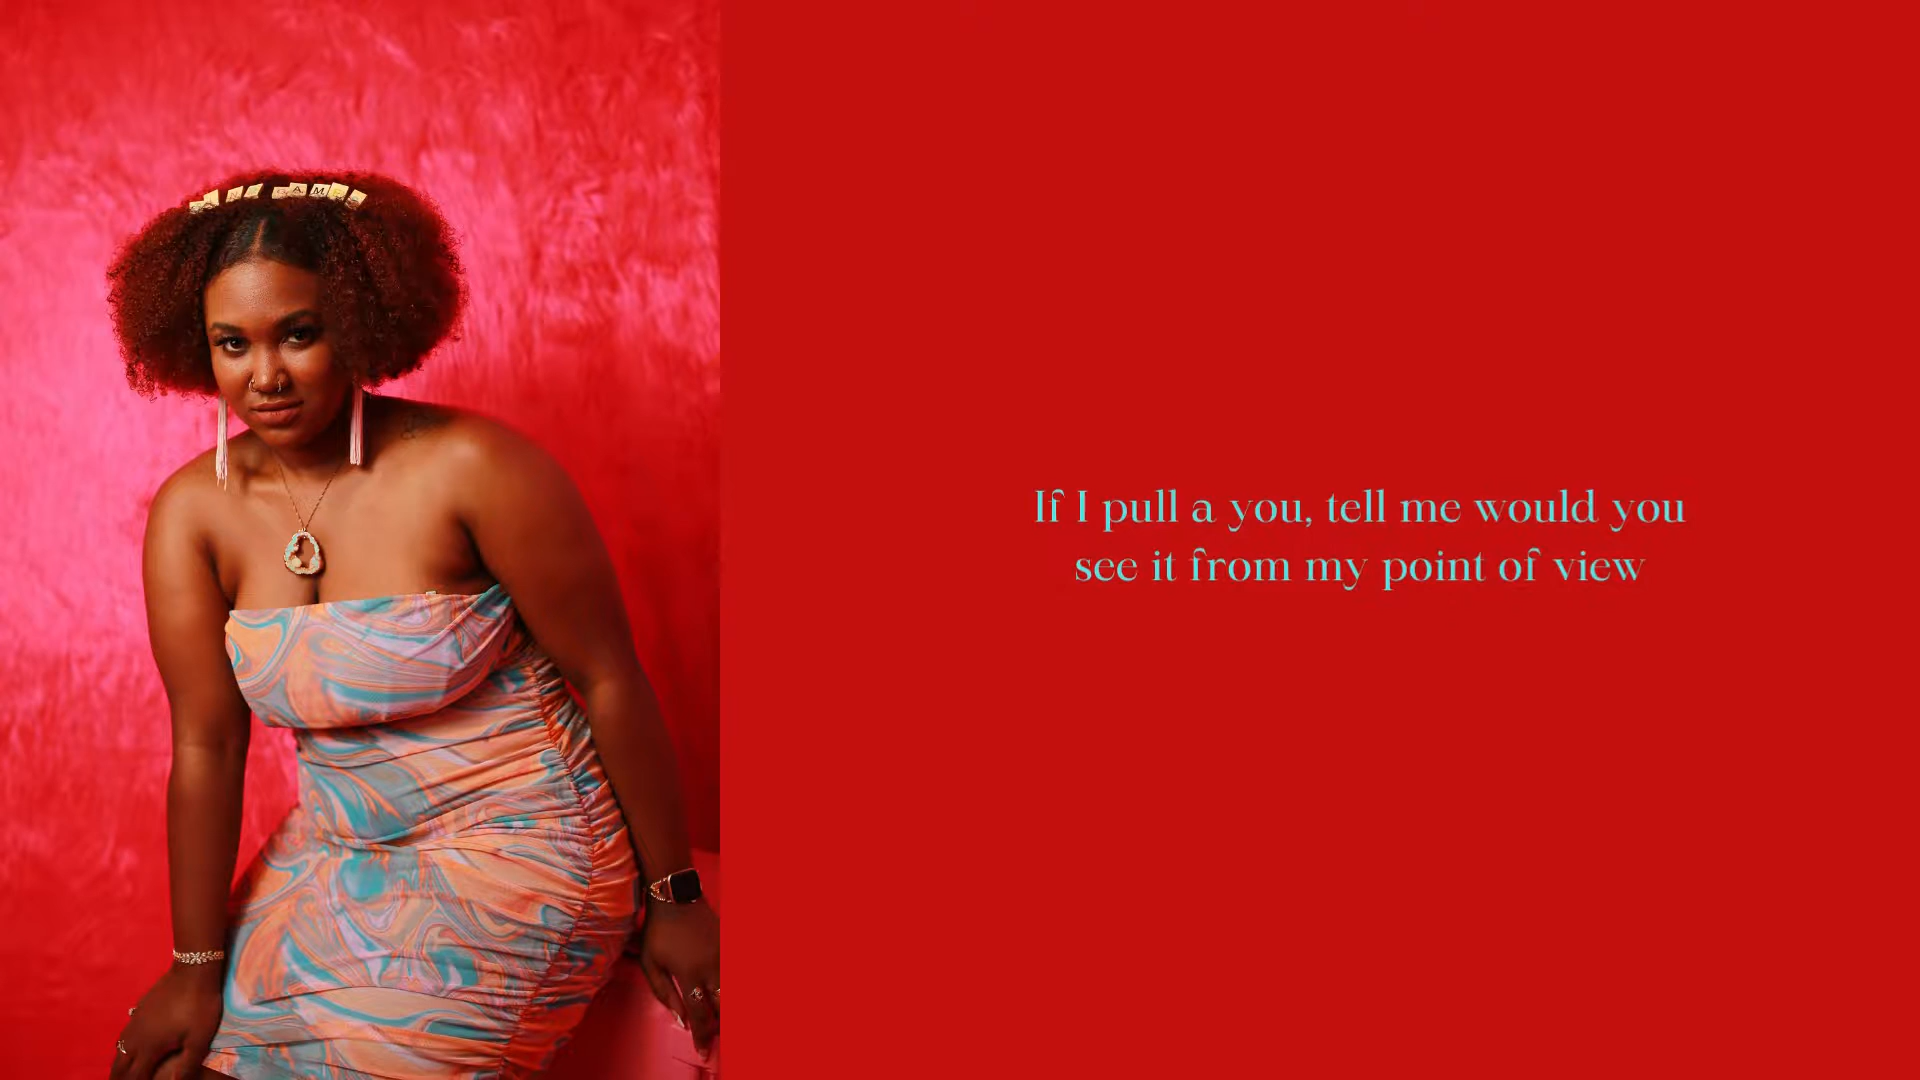 If I pull a you, tell me would you
see it from my point of view